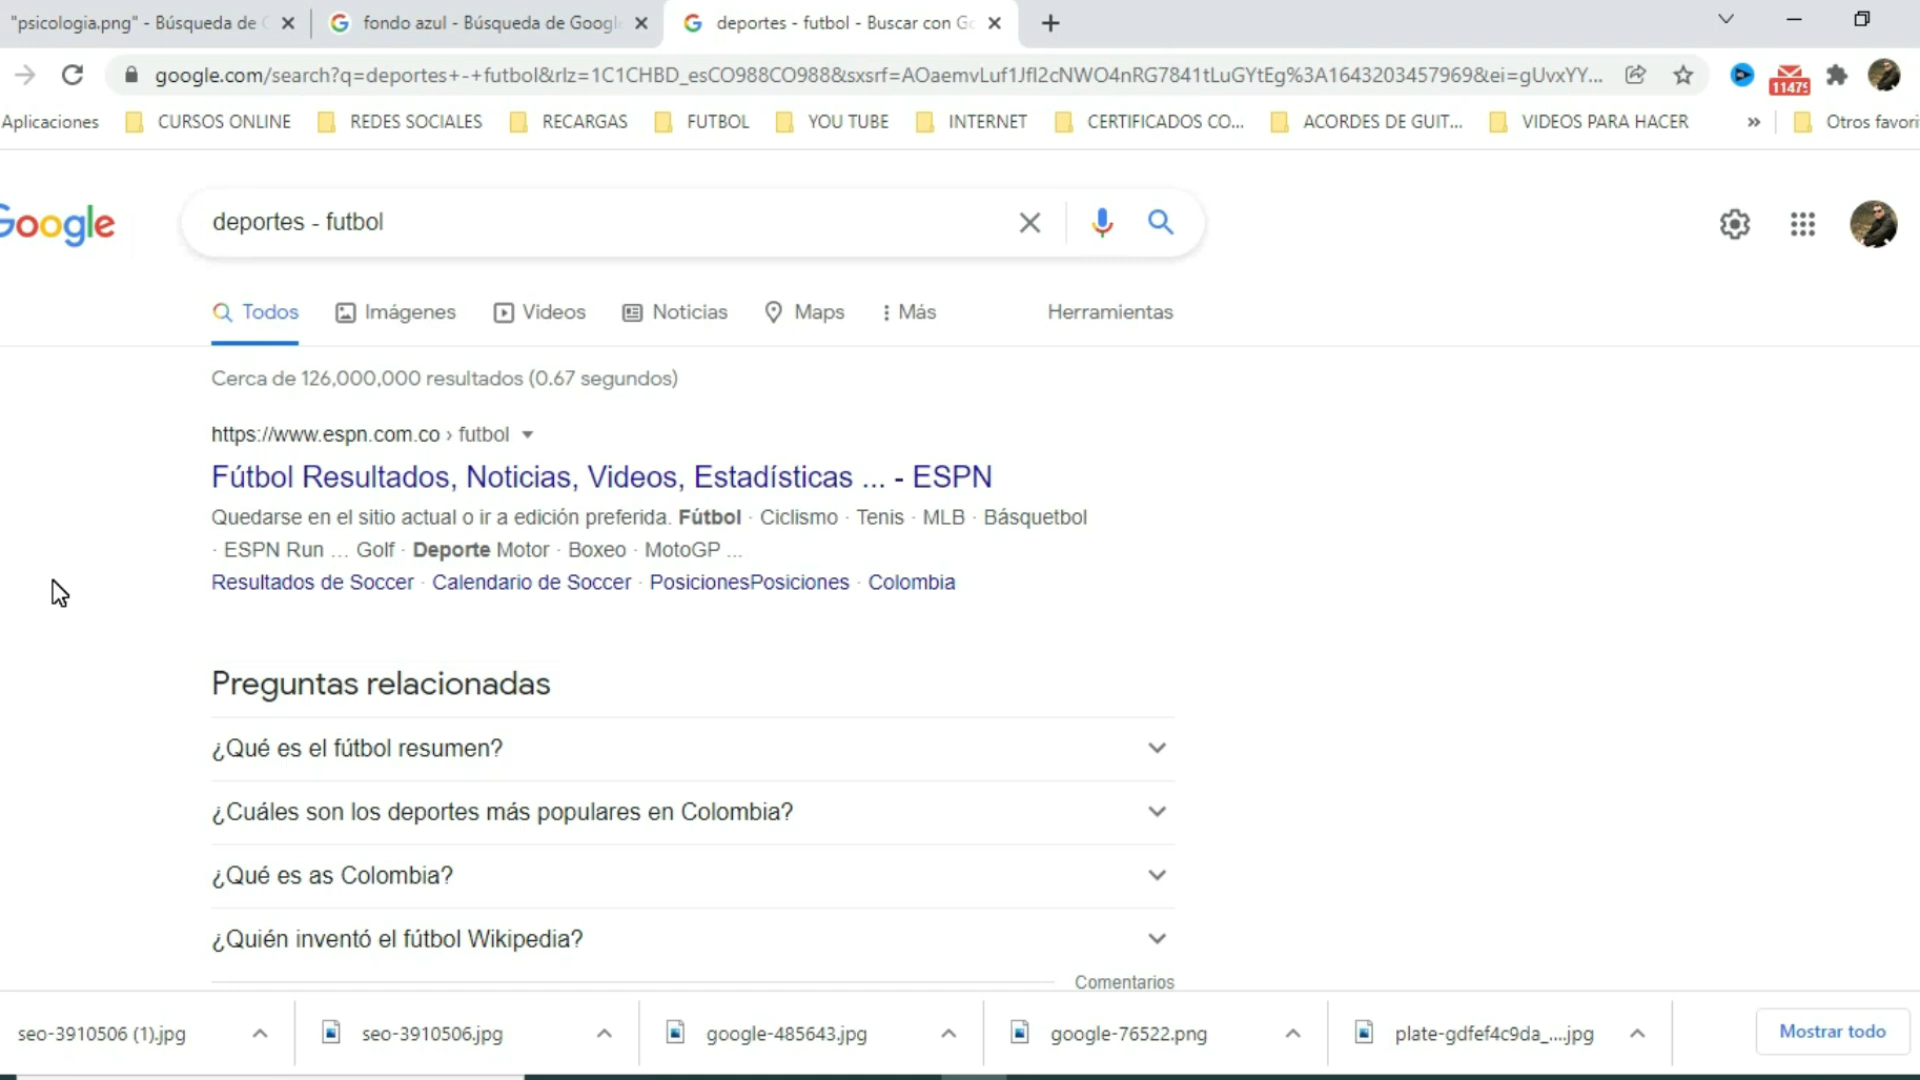 "psicologia.png" - Búsqueda de
fondo azul - Búsqueda de Googl
deportes - futbol - Buscar con Go
google.com/search?q=deportes+-+futbol&rlz=1C1CHBD_esCO988CO988&sxsrf=AOaemvLuf1Jfl2cNWO4nRG7841tLuGYtEg%3A1643203457969&ei=gUvxYY...
11479
Aplicaciones
CURSOS ONLINE
REDES SOCIALES
RECARGAS
FUTBOL
YOU TUBE
INTERNET
CERTIFICADOS CO...
ACORDES DE GUIT...
VIDEOS PARA HACER
»
Otros favori
Google
deportes - futbol
Todos
Imágenes
Videos
Noticias
Maps
Más
Herramientas
Cerca de 126,000,000 resultados (0.67 segundos)
https://www.espn.com.co › futbol
Fútbol Resultados, Noticias, Videos, Estadísticas ... - ESPN
Quedarse en el sitio actual o ir a edición preferida. Fútbol · Ciclismo · Tenis · MLB · Básquetbol
· ESPN Run ... Golf · Deporte Motor · Boxeo · MotoGP ...
Resultados de Soccer · Calendario de Soccer · PosicionesPosiciones · Colombia
Preguntas relacionadas
¿Qué es el fútbol resumen?
¿Cuáles son los deportes más populares en Colombia?
¿Qué es as Colombia?
¿Quién inventó el fútbol Wikipedia?
Comentarios
seo-3910506 (1).jpg
seo-3910506.jpg
google-485643.jpg
google-76522.png
plate-gdfef4c9da_....jpg
Mostrar todo